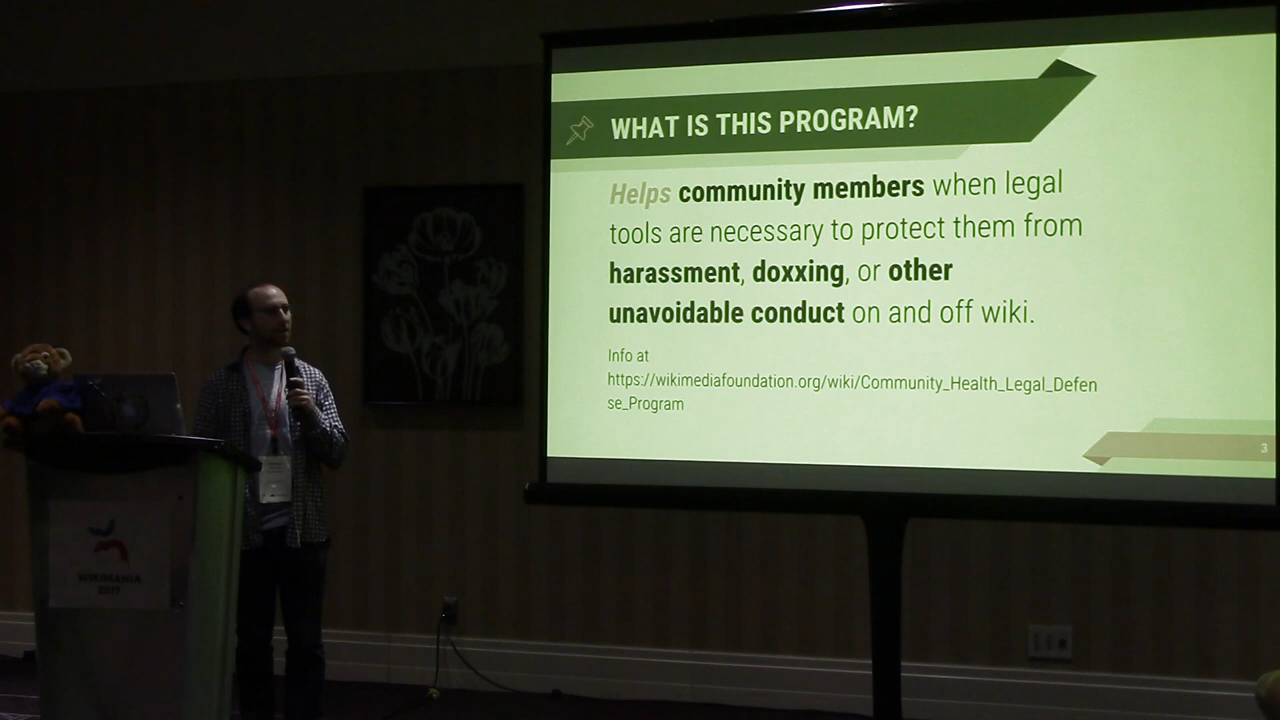 WHAT IS THIS PROGRAM?
Helps community members when legal
tools are necessary to protect them from
harassment, doxxing, or other
unavoidable conduct on and off wiki.
Info at
https://wikimediafoundation.org/wiki/Community_Health_Legal_Defen
se_Program
3
WIKIMANIA
2017